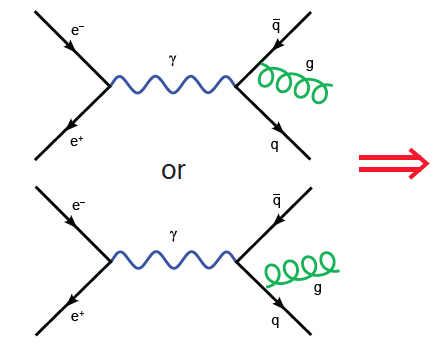 e⁻
q̄
γ
g
e⁺
q
or
e⁻
q̄
γ
g
e⁺
q